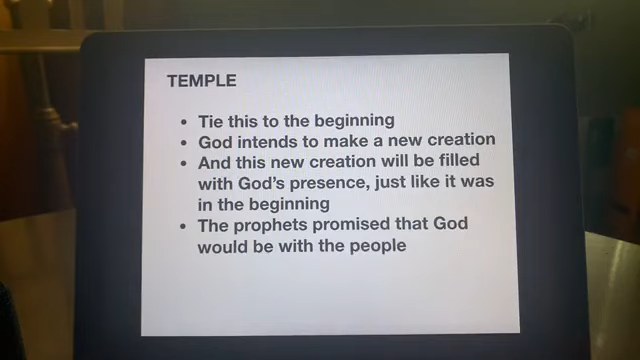 TEMPLE
• Tie this to the beginning
• God intends to make a new creation
• And this new creation will be filled
with God's presence, just like it was
in the beginning
• The prophets promised that God
would be with the people